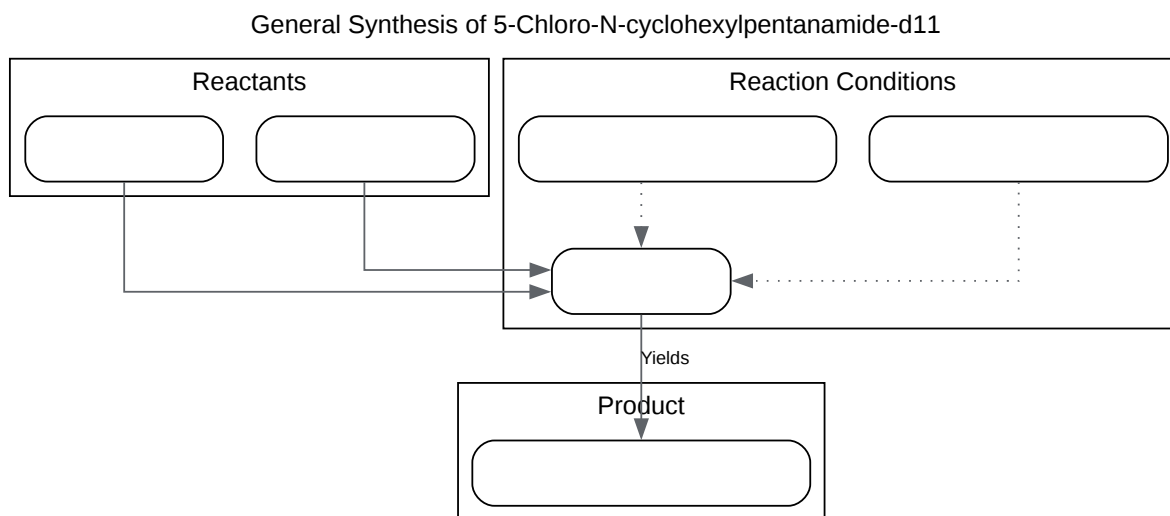 General Synthesis of 5-Chloro-N-cyclohexylpentanamide-d11
Reactants
Reaction Conditions
Yields
Product